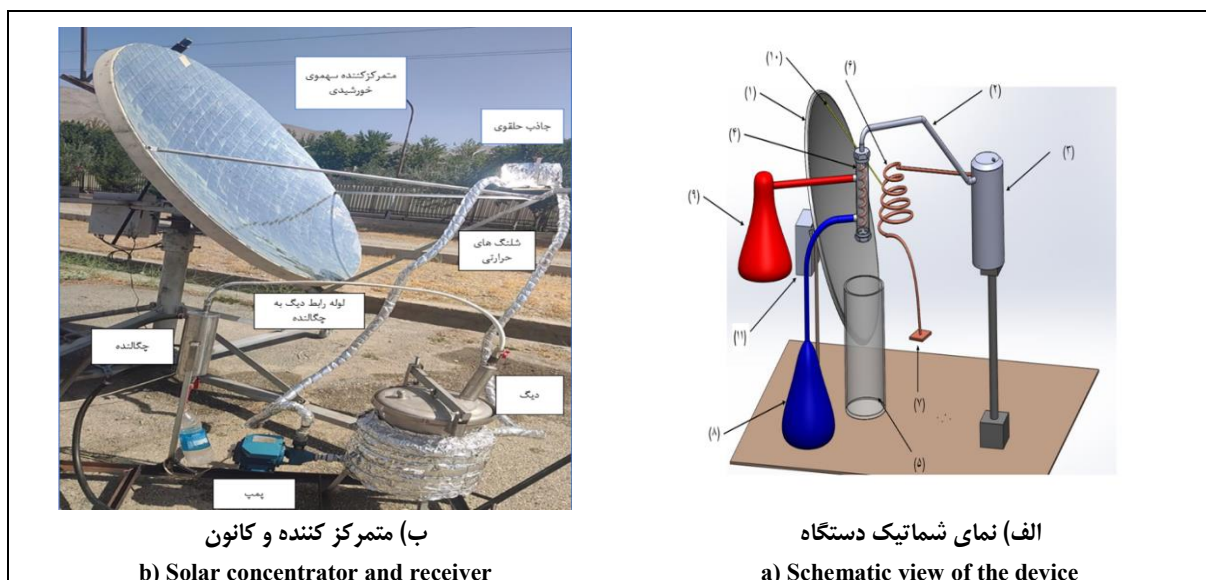 (۱۰)
(۱)
(۶)
(۲)
(۴)
(۳)
(۹)
(۱۱)
(۷)
(۸)
(۵)
الف) نمای شماتیک دستگاه
a) Schematic view of the device
متمرکزکننده سهموی
خورشیدی
جاذب حلقوی
شلنگ های
حرارتی
لوله رابط دیگ به
چگالنده
چگالنده
دیگ
پمپ
ب) متمرکز کننده و کانون
b) Solar concentrator and receiver